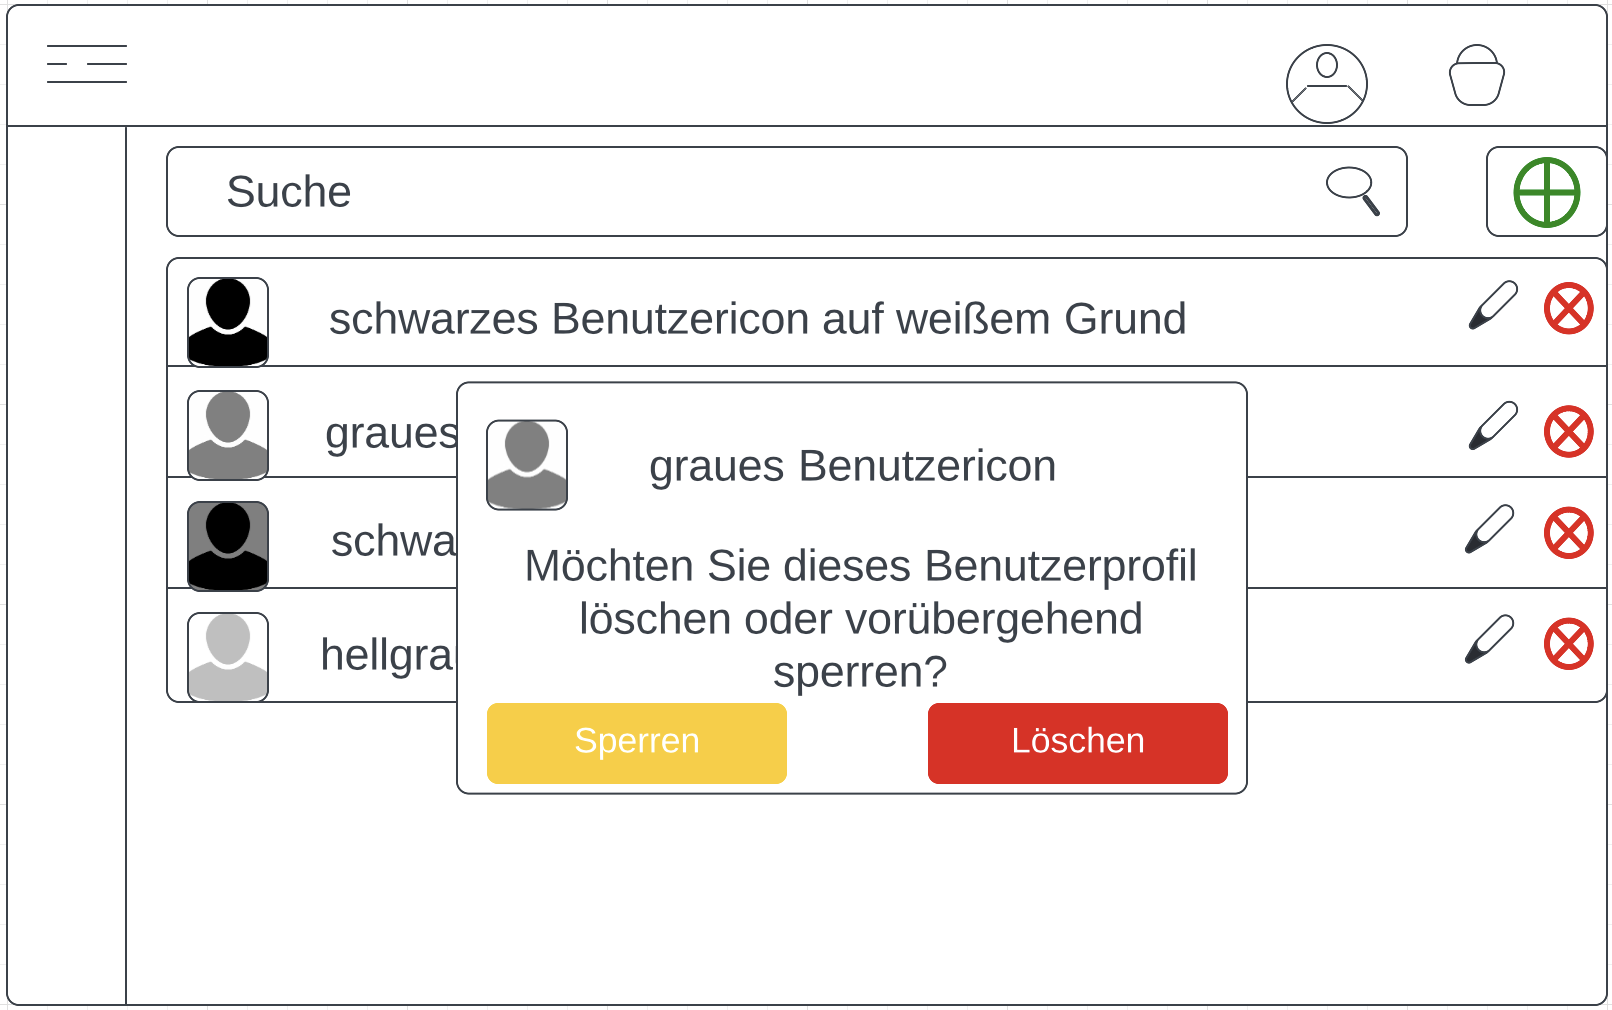 Suche
schwarzes Benutzericon auf weißem Grund
graues
graues Benutzericon
schwa
Möchten Sie dieses Benutzerprofil
löschen oder vorübergehend
hellgrau
sperren?
Sperren
Löschen